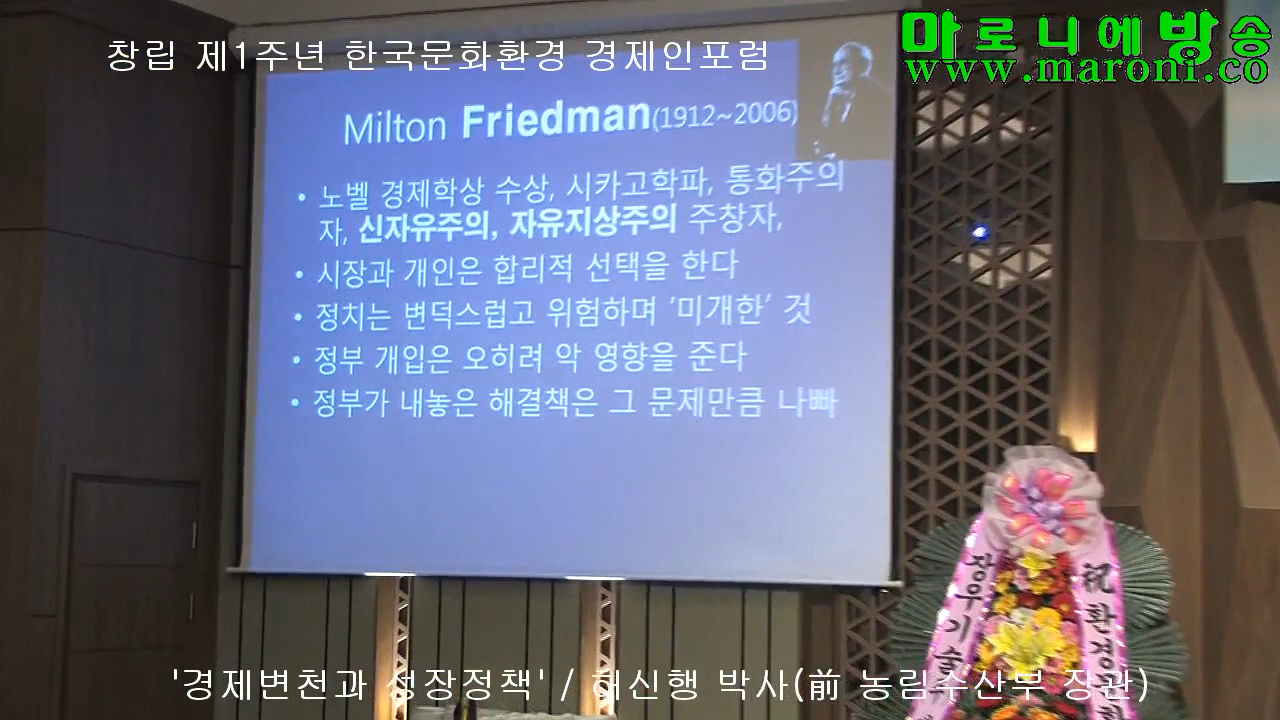 창립 제1주년 한국문화환경 경제인포럼
마로니에방송
www.maroni.co
Milton Friedman(1912~2006)
• 노벨 경제학상 수상, 시카고학파, 통화주의
자, 신자유주의, 자유지상주의 주창자,
• 시장과 개인은 합리적 선택을 한다
• 정치는 변덕스럽고 위험하며 '미개한' 것
• 정부 개입은 오히려 악 영향을 준다
• 정부가 내놓은 해결책은 그 문제만큼 나빠
장우기술
祝 환경
'경제변천과 성장정책' / 허신행 박사(前 농림수산부 장관)